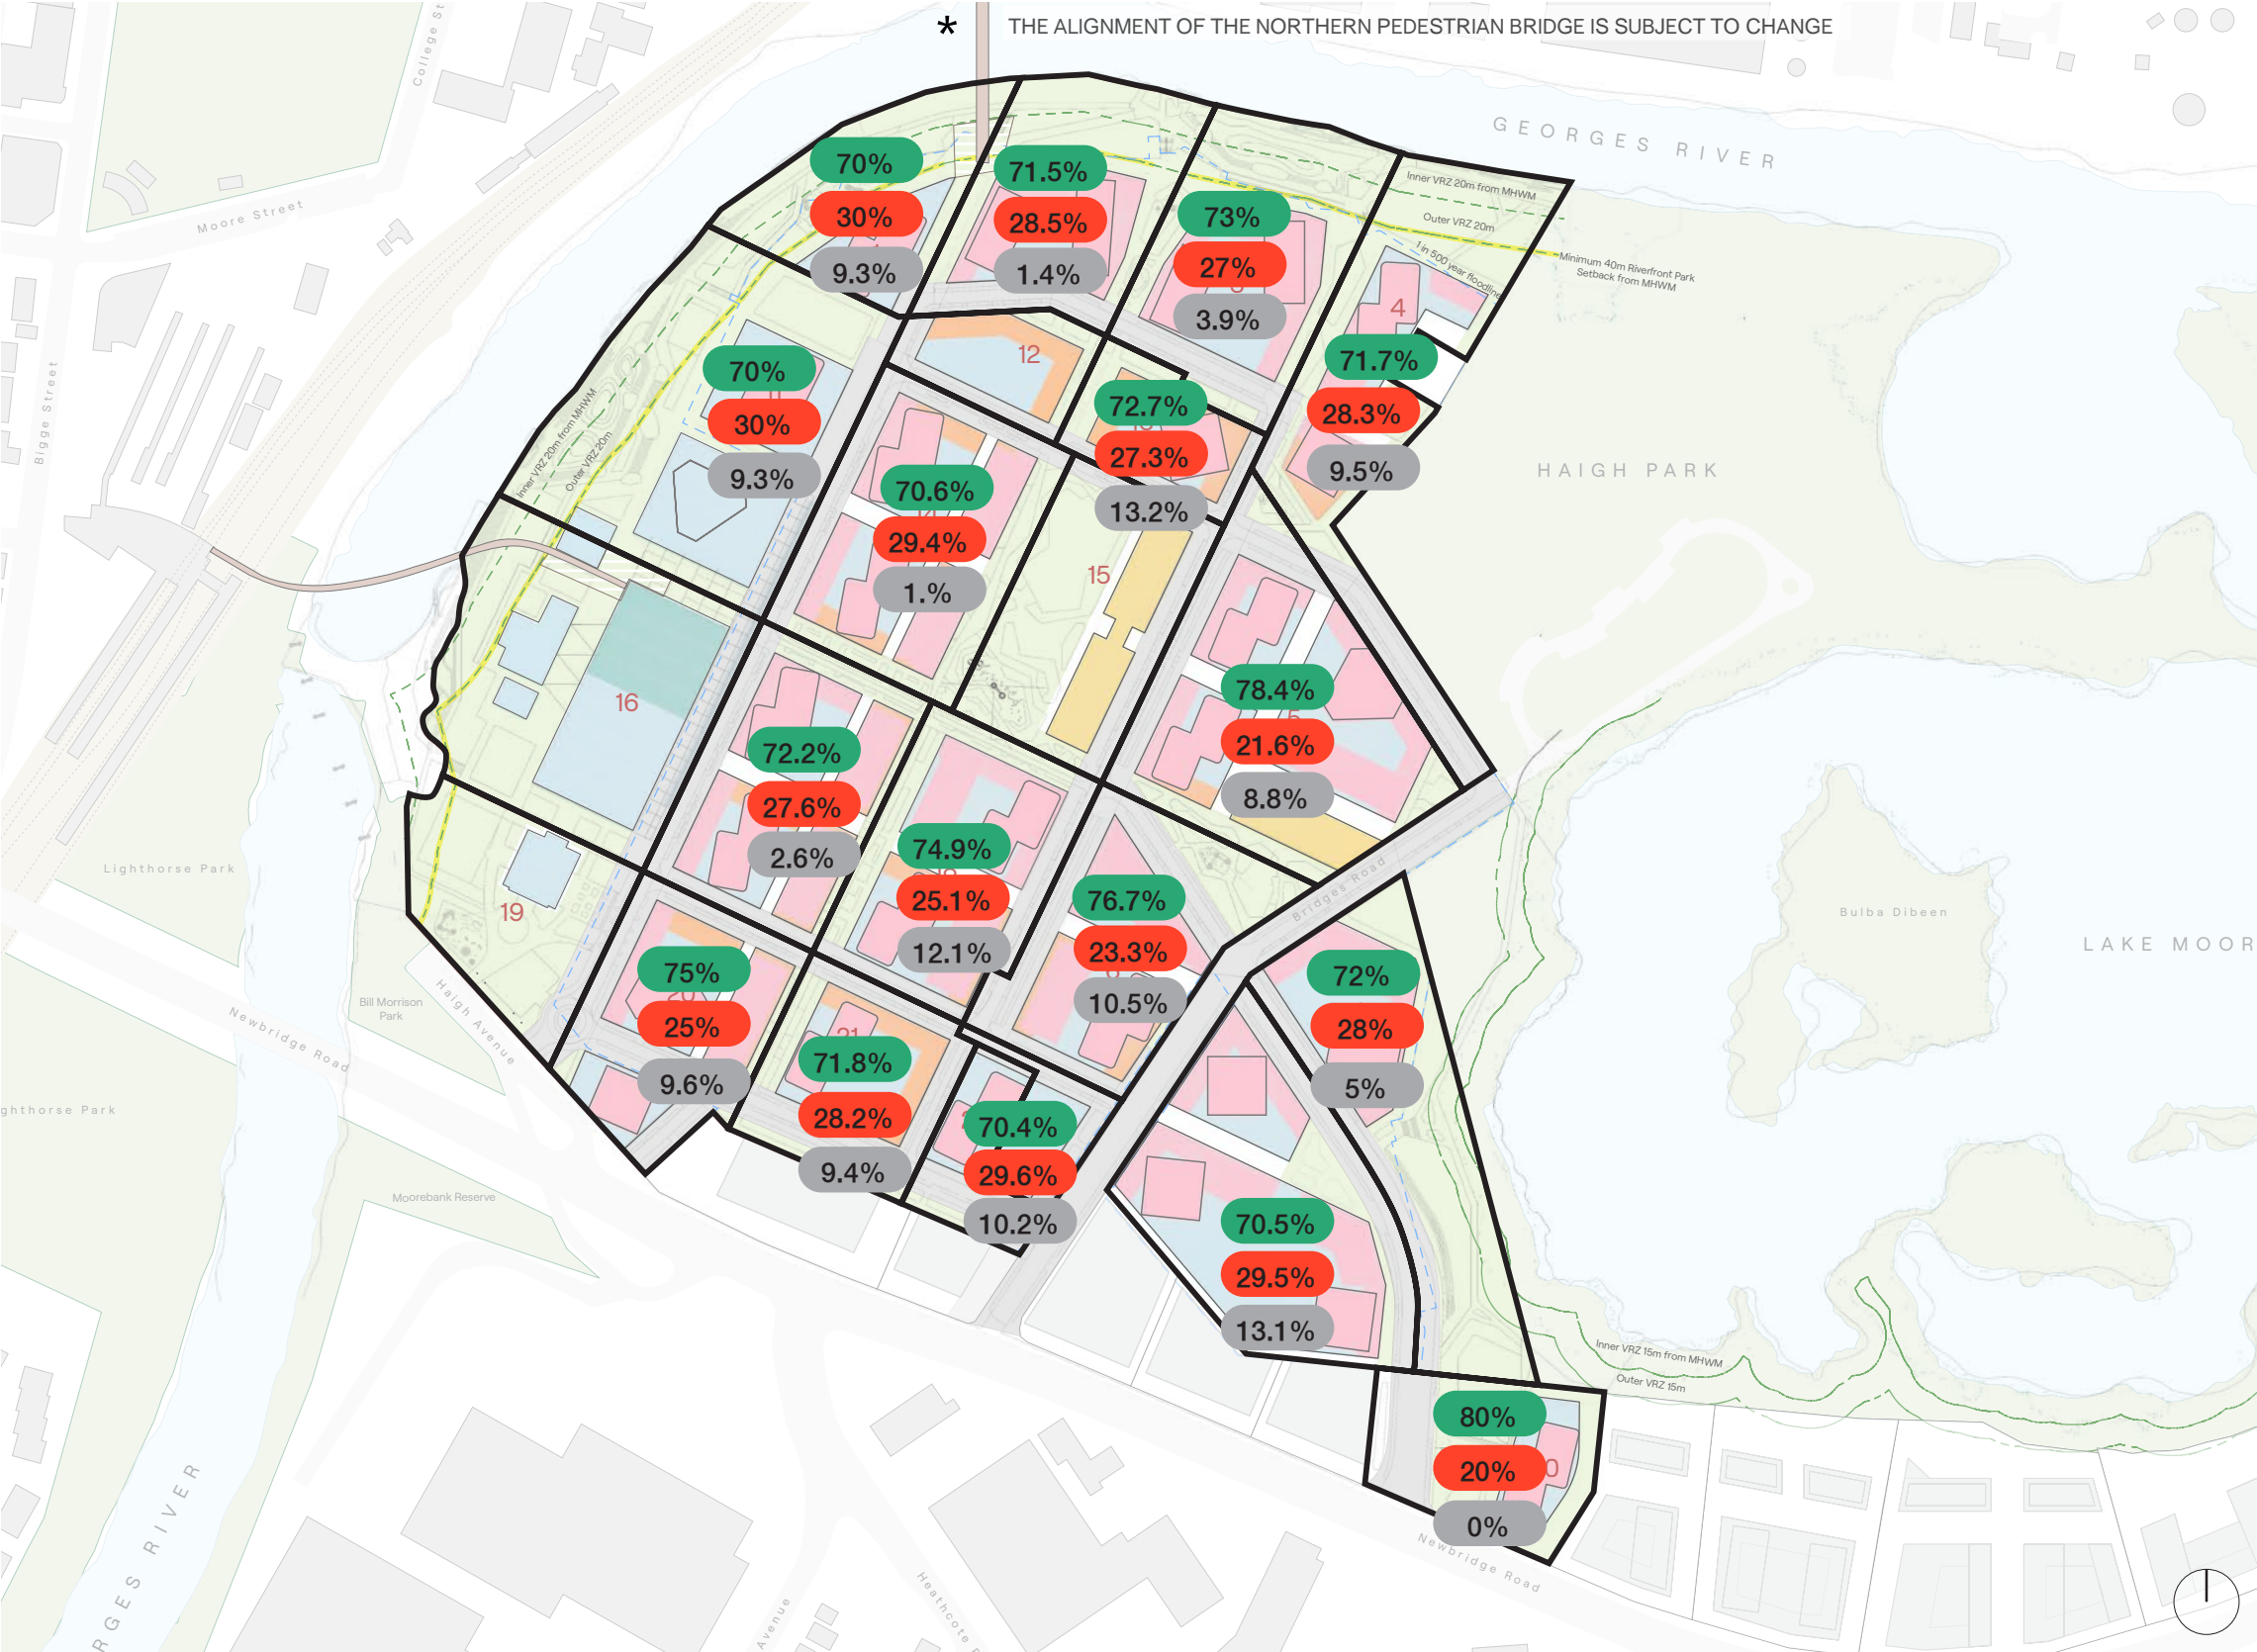 * THE ALIGNMENT OF THE NORTHERN PEDESTRIAN BRIDGE IS SUBJECT TO CHANGE
College St
GEORGES RIVER
Moore Street
Bigge Street
70%
30%
9.3%
71.5%
28.5%
1.4%
73%
27%
3.9%
Inner VRZ 20m from MHWM
Outer VRZ 20m
1 in 500 year floodline
Minimum 40m Riverfront Park
Setback from MHWM
4
71.7%
28.3%
9.5%
12
70%
30%
9.3%
Inner VRZ 20m from MHWM
Outer VRZ 20m
72.7%
27.3%
13.2%
HAIGH PARK
70.6%
29.4%
1.%
15
16
78.4%
21.6%
8.8%
72.2%
27.6%
2.6%
74.9%
25.1%
12.1%
76.7%
23.3%
10.5%
Bridges Road
Lighthorse Park
19
Bulba Dibeen
LAKE MOOR
75%
25%
9.6%
72%
28%
5%
Bill Morrison
Park
Haigh Avenue
Newbridge Road
21
71.8%
28.2%
9.4%
70.4%
29.6%
10.2%
ghthorse Park
Moorebank Reserve
70.5%
29.5%
13.1%
Inner VRZ 15m from MHWM
Outer VRZ 15m
80%
20%
0%
Newbridge Road
RGES RIVER
Avenue
Heathcote